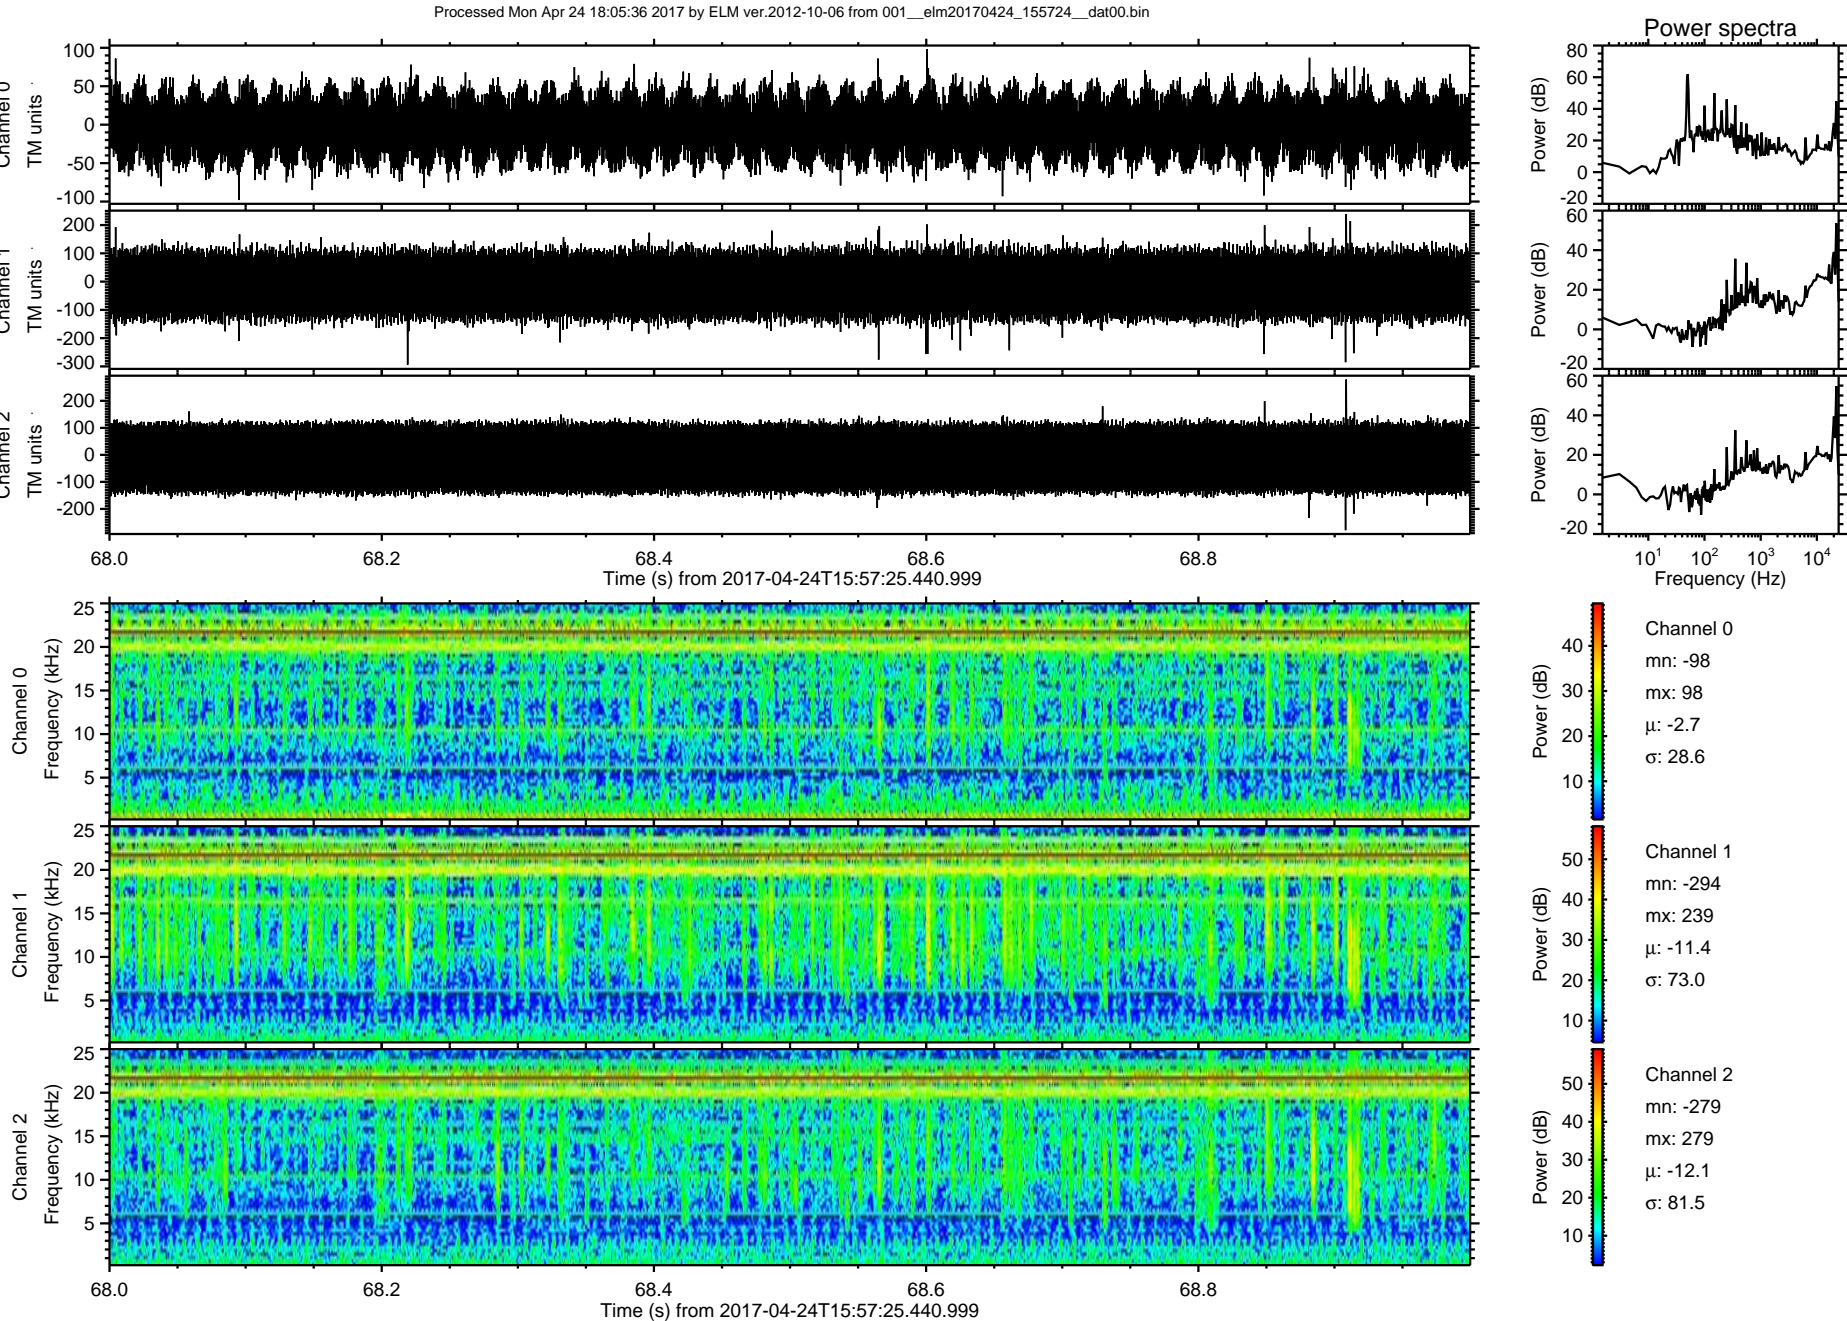 Processed Mon Apr 24 18:05:36 2017 by ELM ver.2012-10-06 from 001__elm20170424_155724__dat00.bin
Power spectra
Channel 0
TM units
100
50
0
-50
-100
Power (dB)
80
60
40
20
0
-20
Channel 1
TM units
200
100
0
-100
-200
-300
Power (dB)
60
40
20
0
-20
Channel 2
TM units
200
100
0
-100
-200
Power (dB)
60
40
20
0
-20
68.0 68.2 68.4 68.6 68.8
Time (s) from 2017-04-24T15:57:25.440.999
10¹ 10² 10³ 10⁴
Frequency (Hz)
Channel 0
Frequency (kHz)
25
20
15
10
5
Power (dB)
40
30
20
10
Channel 0
mn: -98
mx: 98
μ: -2.7
σ: 28.6
Channel 1
Frequency (kHz)
25
20
15
10
5
Power (dB)
50
40
30
20
10
Channel 1
mn: -294
mx: 239
μ: -11.4
σ: 73.0
Channel 2
Frequency (kHz)
25
20
15
10
5
Power (dB)
50
40
30
20
10
Channel 2
mn: -279
mx: 279
μ: -12.1
σ: 81.5
68.0 68.2 68.4 68.6 68.8
Time (s) from 2017-04-24T15:57:25.440.999